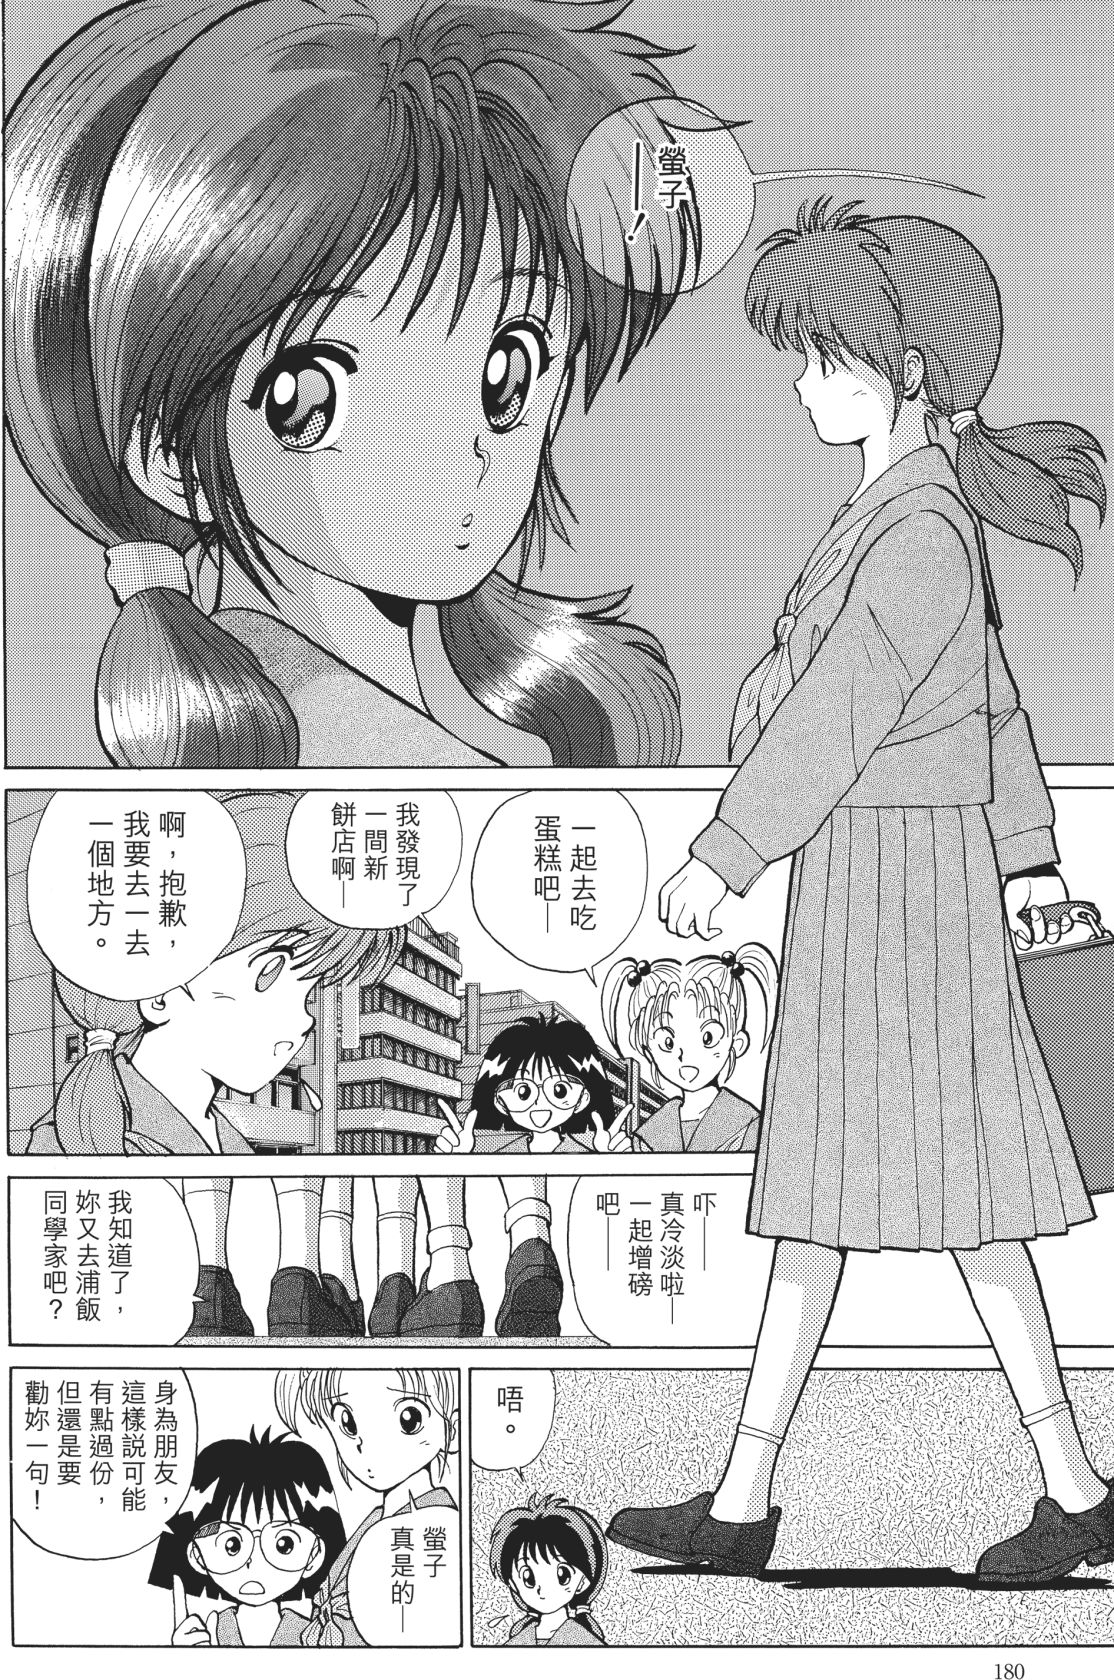 螢子
—！
一起去吃
蛋糕吧—
我發現了
一間新
餅店啊—
啊，抱歉，
我要去一去
一個地方。
吓——
真冷淡啦—
一起增磅
吧——
我知道了，
妳又去浦飯
同學家吧？
唔。
螢子
真是的—
身為朋友，
這樣說可能
有點過份，
但還是要
勸妳一句！
180